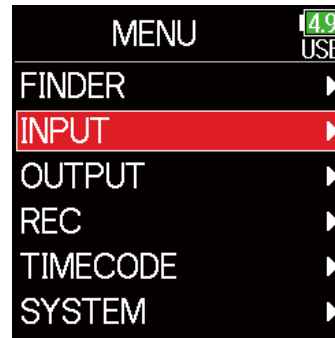 MENU
4.9
USB
FINDER
INPUT
OUTPUT
REC
TIMECODE
SYSTEM